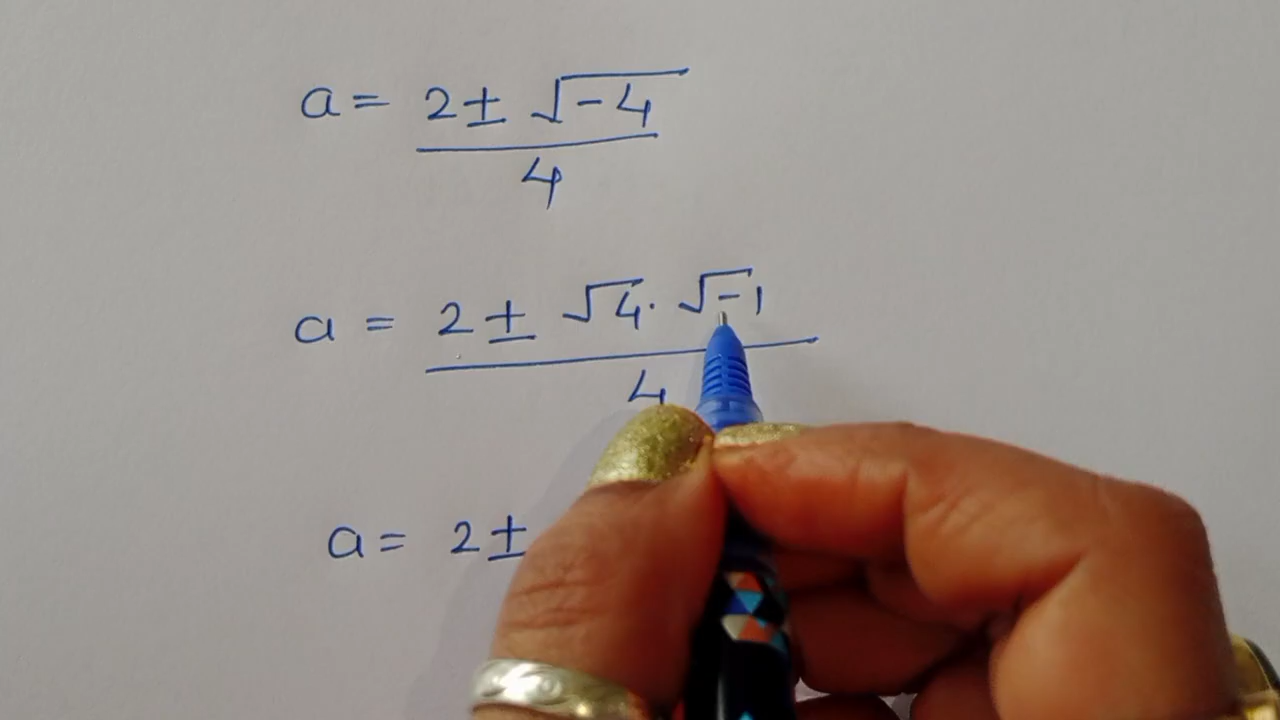 a = 2 ± √-4
4
a = 2 ± √4 · √-1
4
a = 2 ±